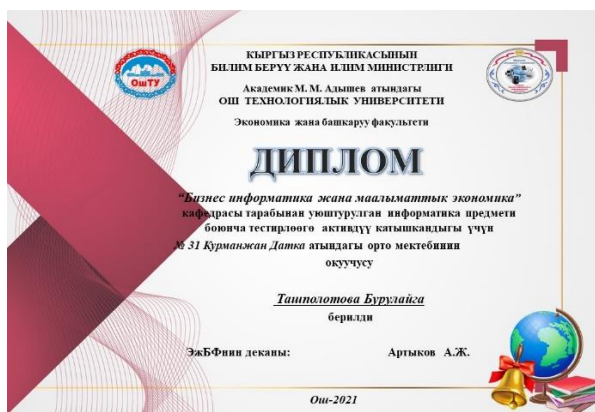 ОшТУ
КЫРГЫЗ РЕСПУБЛИКАСЫНЫН
БИЛИМ БЕРҮҮ ЖАНА ИЛИМ МИНИСТРЛИГИ
Академик М. М. Адышев атындагы
ОШ ТЕХНОЛОГИЯЛЫК УНИВЕРСИТЕТИ
Экономика жана башкаруу факультети
ДИПЛОМ
“Бизнес информатика жана маалыматтык экономика”
кафедрасы тарабынан уюштурулган информатика предмети
боюнча тестирлөөгө активдүү катышкандыгы үчүн
№ 31 Курманжан Датка атындагы орто мектебинин
окуучусу
Ташполотова Бурулайга
берилди
ЭжБФнин деканы: Артыков А.Ж.
Ош-2021